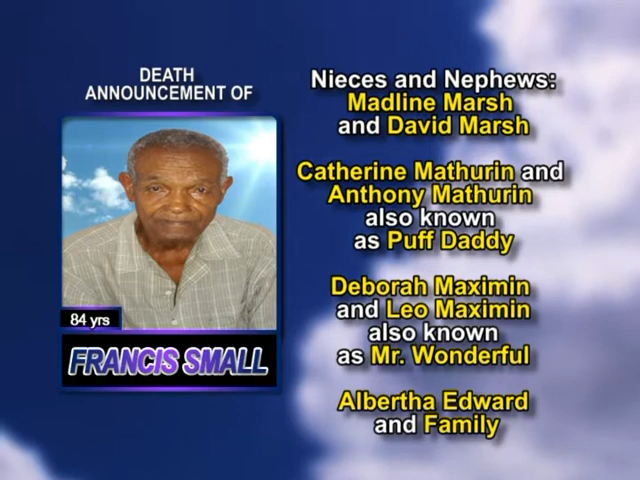 DEATH
ANNOUNCEMENT OF
84 yrs
FRANCIS SMALL
Nieces and Nephews:
Madline Marsh
and David Marsh
Catherine Mathurin and
Anthony Mathurin
also known
as Puff Daddy
Deborah Maximin
and Leo Maximin
also known
as Mr. Wonderful
Albertha Edward
and Family